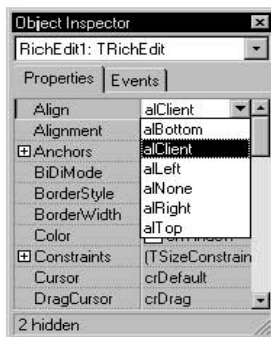 Object Inspector
RichEdit1: TRichEdit
Properties Events
Align alClient
alBottom
alClient
alLeft
alNone
alRight
alTop
Alignment
Anchors
BiDiMode
BorderStyle
BorderWidth
Color
Constraints (TSizeConstrain
Cursor crDefault
DragCursor crDrag
2 hidden